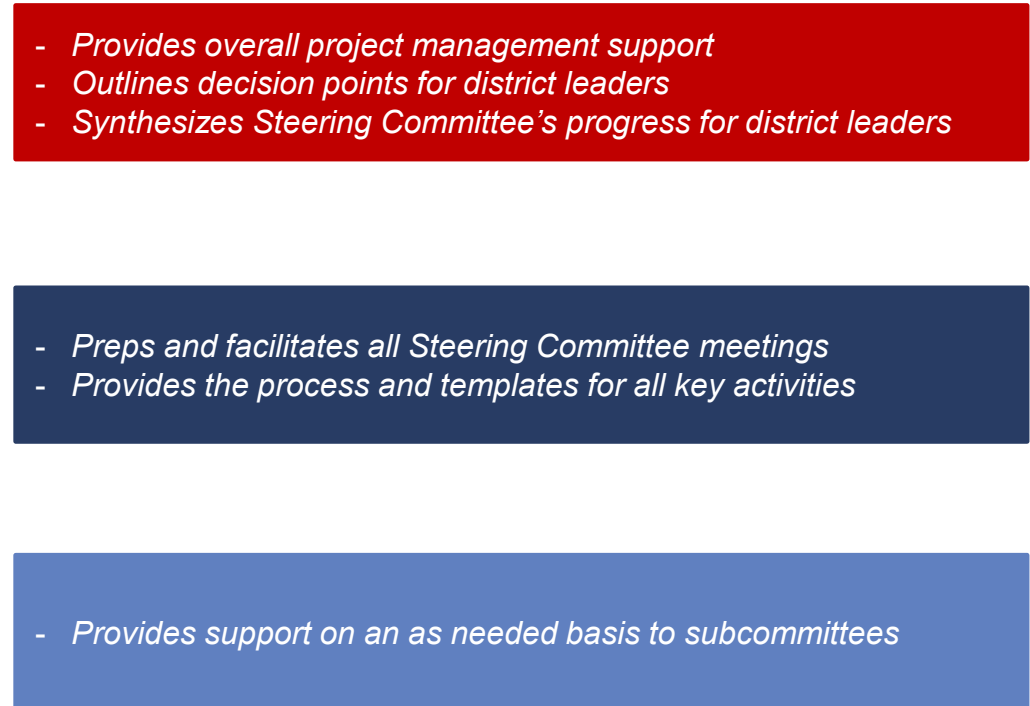 - Provides overall project management support
- Outlines decision points for district leaders
- Synthesizes Steering Committee’s progress for district leaders
- Preps and facilitates all Steering Committee meetings
- Provides the process and templates for all key activities
- Provides support on an as needed basis to subcommittees